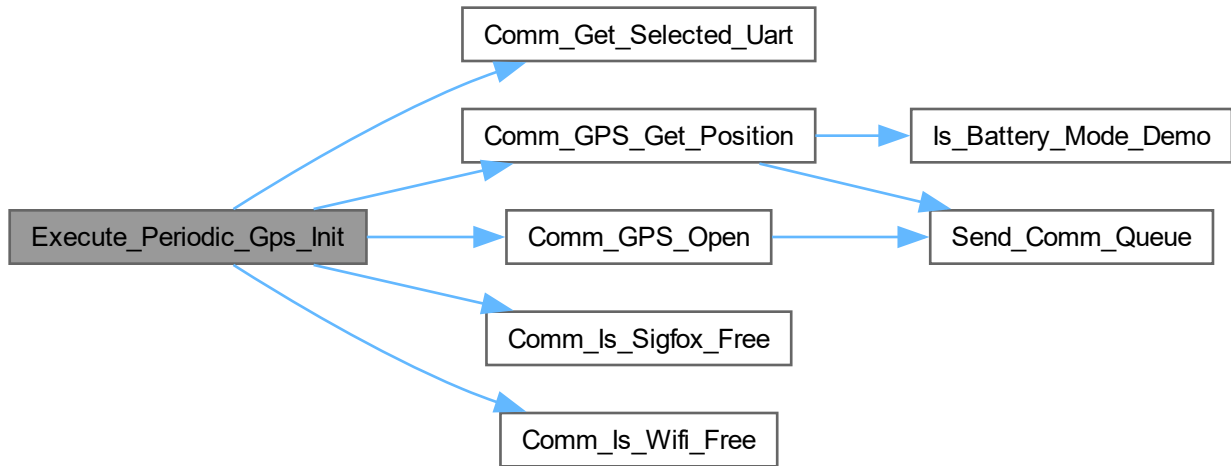 Comm_Get_Selected_Uart
Comm_GPS_Get_Position
Is_Battery_Mode_Demo
Execute_Periodic_Gps_Init
Comm_GPS_Open
Send_Comm_Queue
Comm_Is_Sigfox_Free
Comm_Is_Wifi_Free